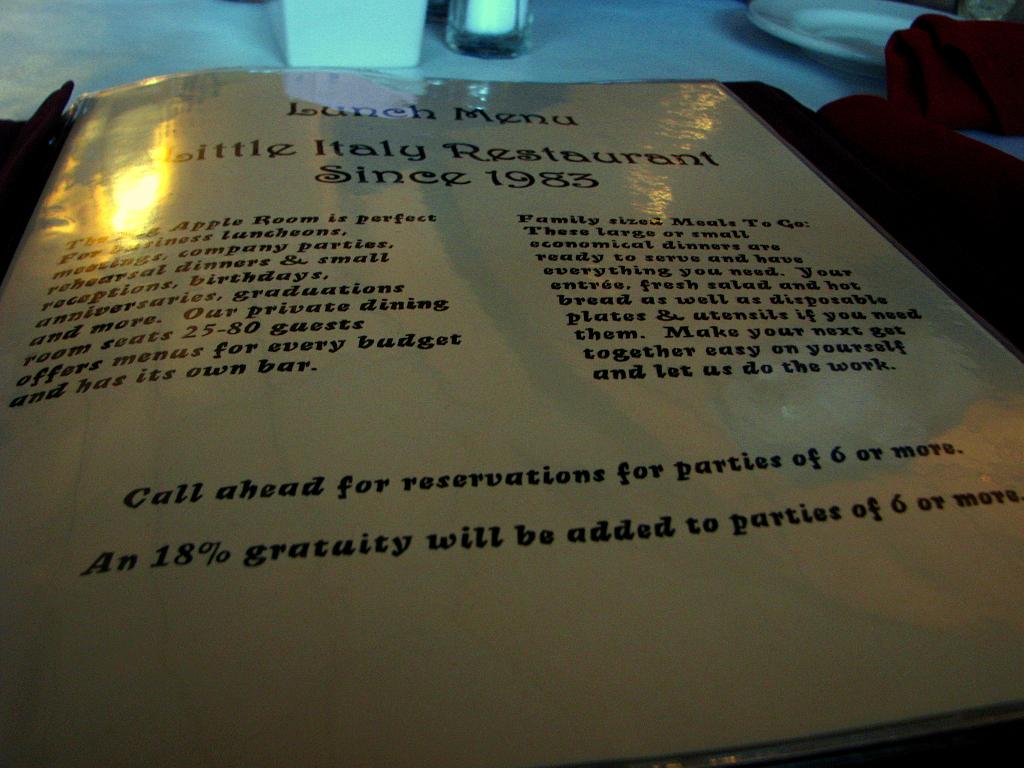 Lunch Menu
Little Italy Restaurant
Since 1983
The Apple Room is perfect
For business luncheons,
meetings, company parties,
rehearsal dinners & small
receptions, birthdays,
anniversaries, graduations
and more. Our private dining
room seats 25-80 guests
offers menus for every budget
and has its own bar.
Family sized Meals To Go:
These large or small
economical dinners are
ready to serve and have
everything you need. Your
entrée, fresh salad and hot
bread as well as disposable
plates & utensils if you need
them. Make your next get
together easy on yourself
and let us do the work.
Call ahead for reservations for parties of 6 or more.
An 18% gratuity will be added to parties of 6 or more.